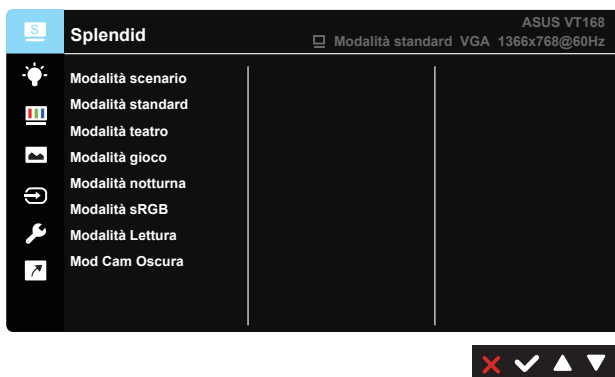 S
Splendid
ASUS VT168
Modalità standard VGA 1366x768@60Hz
Modalità scenario
Modalità standard
Modalità teatro
Modalità gioco
Modalità notturna
Modalità sRGB
Modalità Lettura
Mod Cam Oscura